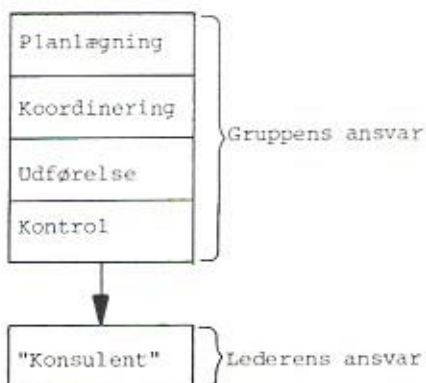 Planlægning
Koordinering
Udførelse
Kontrol
Gruppens ansvar
"Konsulent"
Lederens ansvar